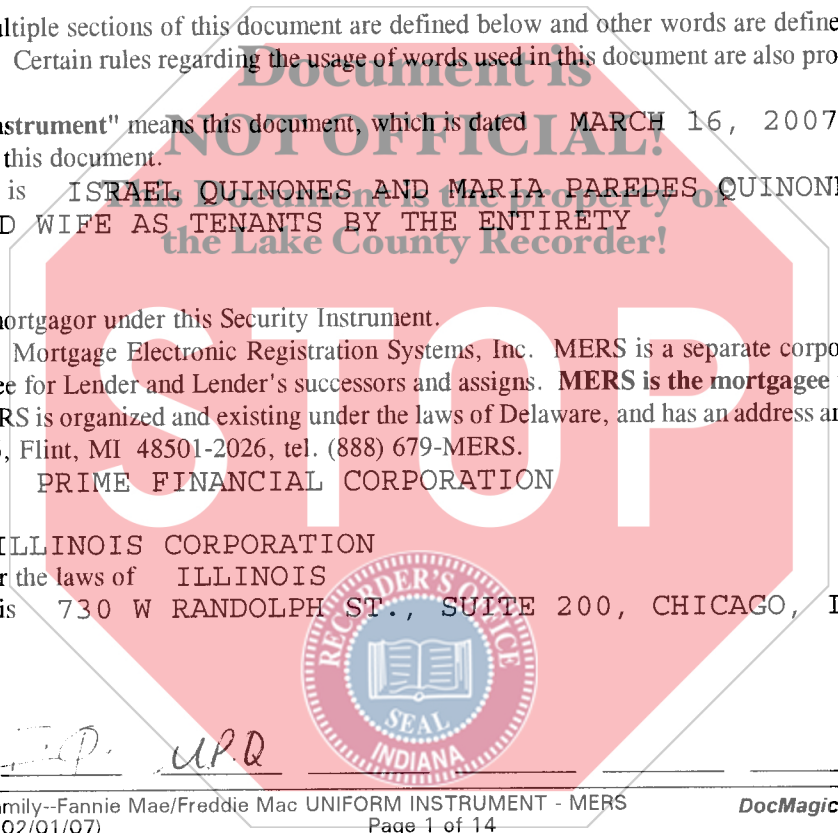 ultiple sections of this document are defined below and other words are define
Certain rules regarding the usage of words used in this document are also pro
Document is
strument" means this document, which is dated MARCH 16, 2007
NOT OFFICIAL!
this document.
is ISRAEL QUINONES AND MARIA PAREDES QUINON
This Document is the property of
D WIFE AS TENANTS BY THE ENTIRETY
the Lake County Recorder!
ortgagor under this Security Instrument.
STOP
Mortgage Electronic Registration Systems, Inc. MERS is a separate corpo
ee for Lender and Lender's successors and assigns. MERS is the mortgagee
RS is organized and existing under the laws of Delaware, and has an address an
, Flint, MI 48501-2026, tel. (888) 679-MERS.
PRIME FINANCIAL CORPORATION
ILLINOIS CORPORATION
r the laws of ILLINOIS
is 730 W RANDOLPH ST., SUITE 200, CHICAGO, I
RECORDER'S OFFICE
SEAL
INDIANA
amily--Fannie Mae/Freddie Mac UNIFORM INSTRUMENT - MERS DocMagic
02/01/07) Page 1 of 14